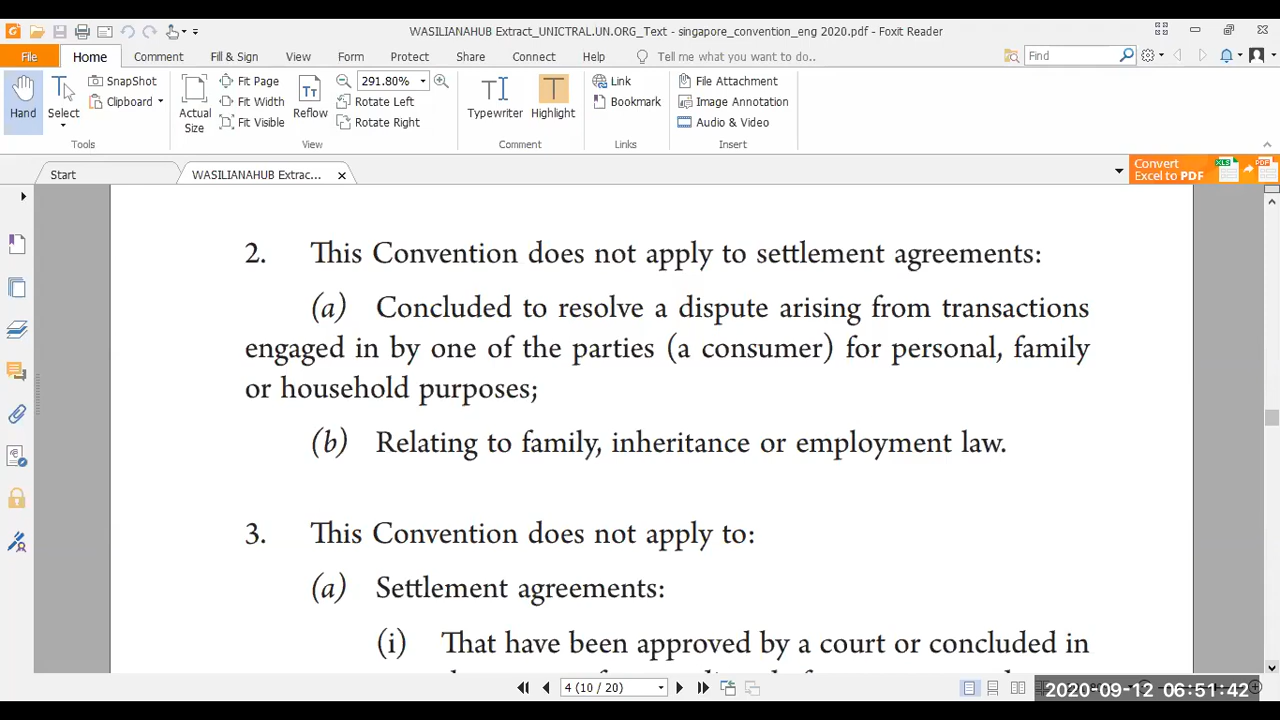 WASILIANAHUB Extract_UNICTRAL.UN.ORG_Text - singapore_convention_eng 2020.pdf - Foxit Reader
File Home Comment Fill & Sign View Form Protect Share Connect Help Tell me what you want to do.. Find
Hand Select SnapShot Clipboard Actual Size Fit Page Fit Width Fit Visible Reflow 291.80% Rotate Left Rotate Right Typewriter Highlight Link Bookmark File Attachment Image Annotation Audio & Video
Tools View Comment Links Insert
Start WASILIANAHUB Extrac... Convert Excel to PDF XLS PDF
2. This Convention does not apply to settlement agreements:
(a) Concluded to resolve a dispute arising from transactions
engaged in by one of the parties (a consumer) for personal, family
or household purposes;
(b) Relating to family, inheritance or employment law.
3. This Convention does not apply to:
(a) Settlement agreements:
(i) That have been approved by a court or concluded in
4 (10 / 20)
2020-09-12 06:51:42